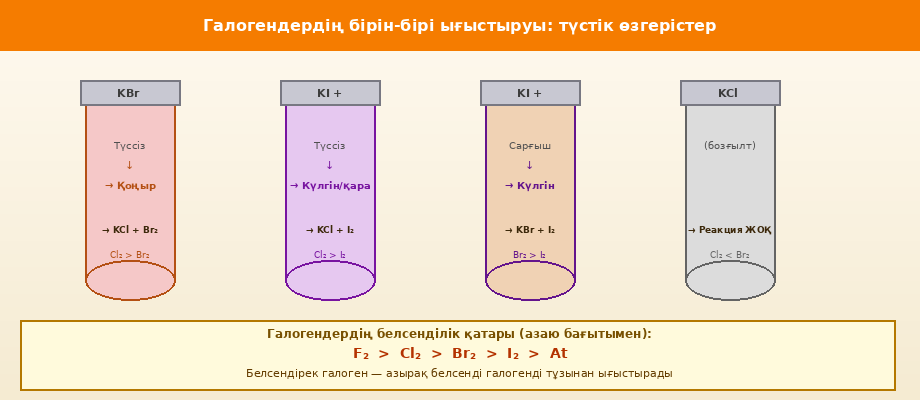 Галогендердің бірін-бірі ығыстыруы: түстік өзгерістер
KBr
Түссіз
↓
→ Қоңыр
→ KCl + Br₂
Cl₂ > Br₂
KI +
Түссіз
↓
→ Күлгін/қара
→ KCl + I₂
Cl₂ > I₂
KI +
Сарғыш
↓
→ Күлгін
→ KBr + I₂
Br₂ > I₂
KCl
(бозғылт)
→ Реакция ЖОҚ
Cl₂ < Br₂
Галогендердің белсенділік қатары (азаю бағытымен):
F₂ > Cl₂ > Br₂ > I₂ > At
Белсендірек галоген — азырақ белсенді галогенді тұзынан ығыстырады